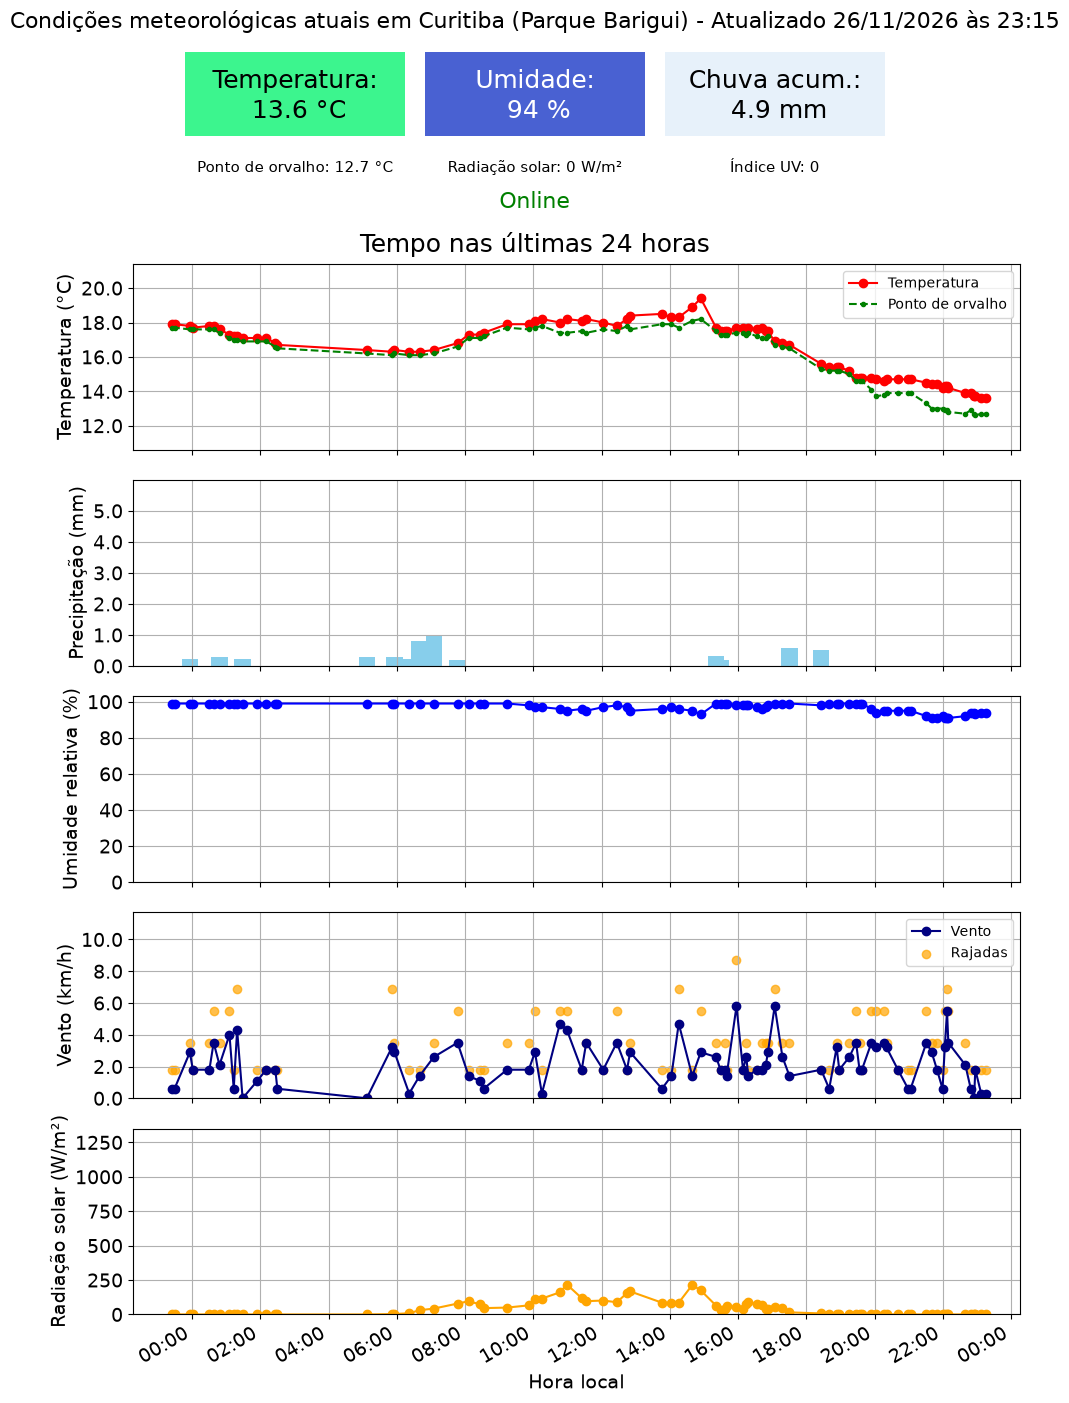 Condições meteorológicas atuais em Curitiba (Parque Barigui) - Atualizado 26/11/2026 às 23:15
Temperatura:
13.6 °C
Umidade:
94 %
Chuva acum.:
4.9 mm
Ponto de orvalho: 12.7 °C
Radiação solar: 0 W/m²
Índice UV: 0
Online
Tempo nas últimas 24 horas
Temperatura (°C)
20.0
18.0
16.0
14.0
12.0
Temperatura
Ponto de orvalho
Precipitação (mm)
5.0
4.0
3.0
2.0
1.0
0.0
Umidade relativa (%)
100
80
60
40
20
0
Vento (km/h)
10.0
8.0
6.0
4.0
2.0
0.0
Vento
Rajadas
Radiação solar (W/m²)
1250
1000
750
500
250
0
00:00
02:00
04:00
06:00
08:00
10:00
12:00
14:00
16:00
18:00
20:00
22:00
00:00
Hora local